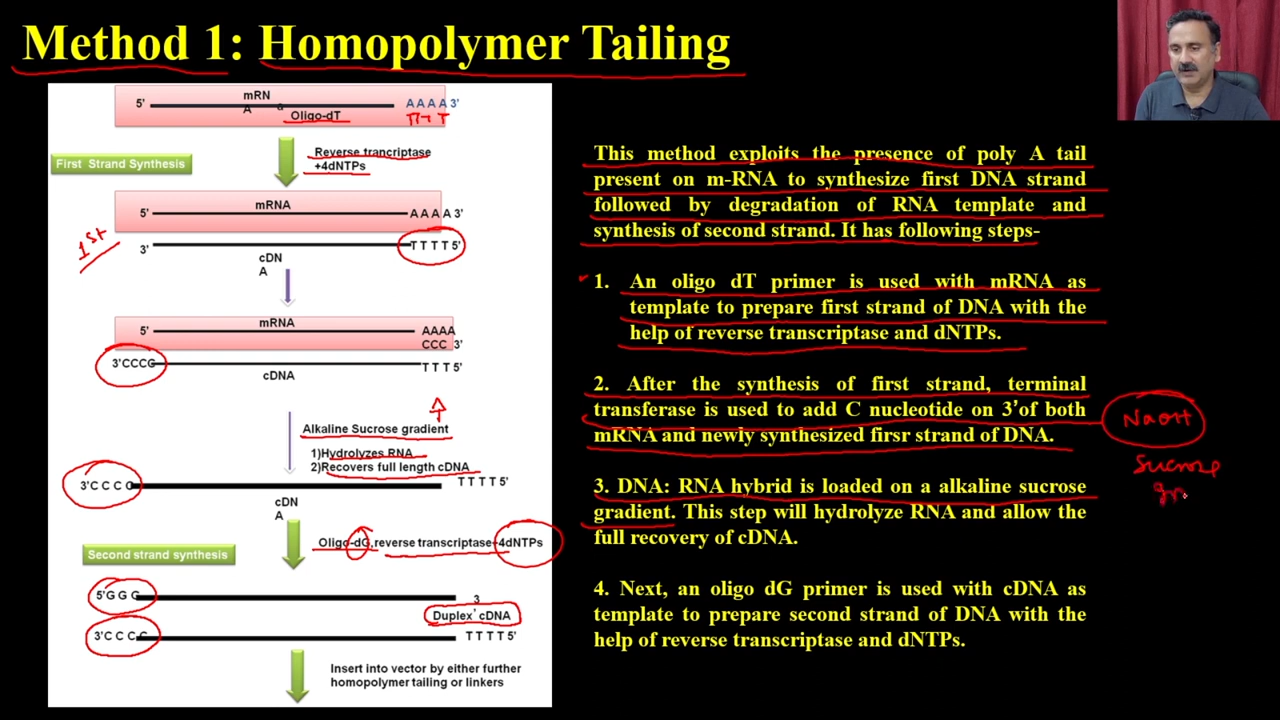 Method 1: Homopolymer Tailing
mRN
A
5'
a
AAAA 3'
Oligo-dT
TTTT
First Strand Synthesis
Reverse trancriptase
+4dNTPs
mRNA
5'
AAAA 3'
1st
3'
TTTT 5'
cDN
A
mRNA
5'
AAAA
CCC 3'
3'CCCC
TTT 5'
cDNA
Alkaline Sucrose gradient
1)Hydrolyzes RNA
2)Recovers full length cDNA
3'C C C C
TTTT 5'
cDN
A
Oligo-dG,reverse transcriptase+4dNTPs
Second strand synthesis
5'G G G
3
Duplex' cDNA
3'C C C C
TTTT 5'
Insert into vector by either further
homopolymer tailing or linkers
This method exploits the presence of poly A tail
present on m-RNA to synthesize first DNA strand
followed by degradation of RNA template and
synthesis of second strand. It has following steps-
1. An oligo dT primer is used with mRNA as
template to prepare first strand of DNA with the
help of reverse transcriptase and dNTPs.
2. After the synthesis of first strand, terminal
transferase is used to add C nucleotide on 3'of both
mRNA and newly synthesized firsr strand of DNA.
NaOH
Sucrose
gr
3. DNA: RNA hybrid is loaded on a alkaline sucrose
gradient. This step will hydrolyze RNA and allow the
full recovery of cDNA.
4. Next, an oligo dG primer is used with cDNA as
template to prepare second strand of DNA with the
help of reverse transcriptase and dNTPs.